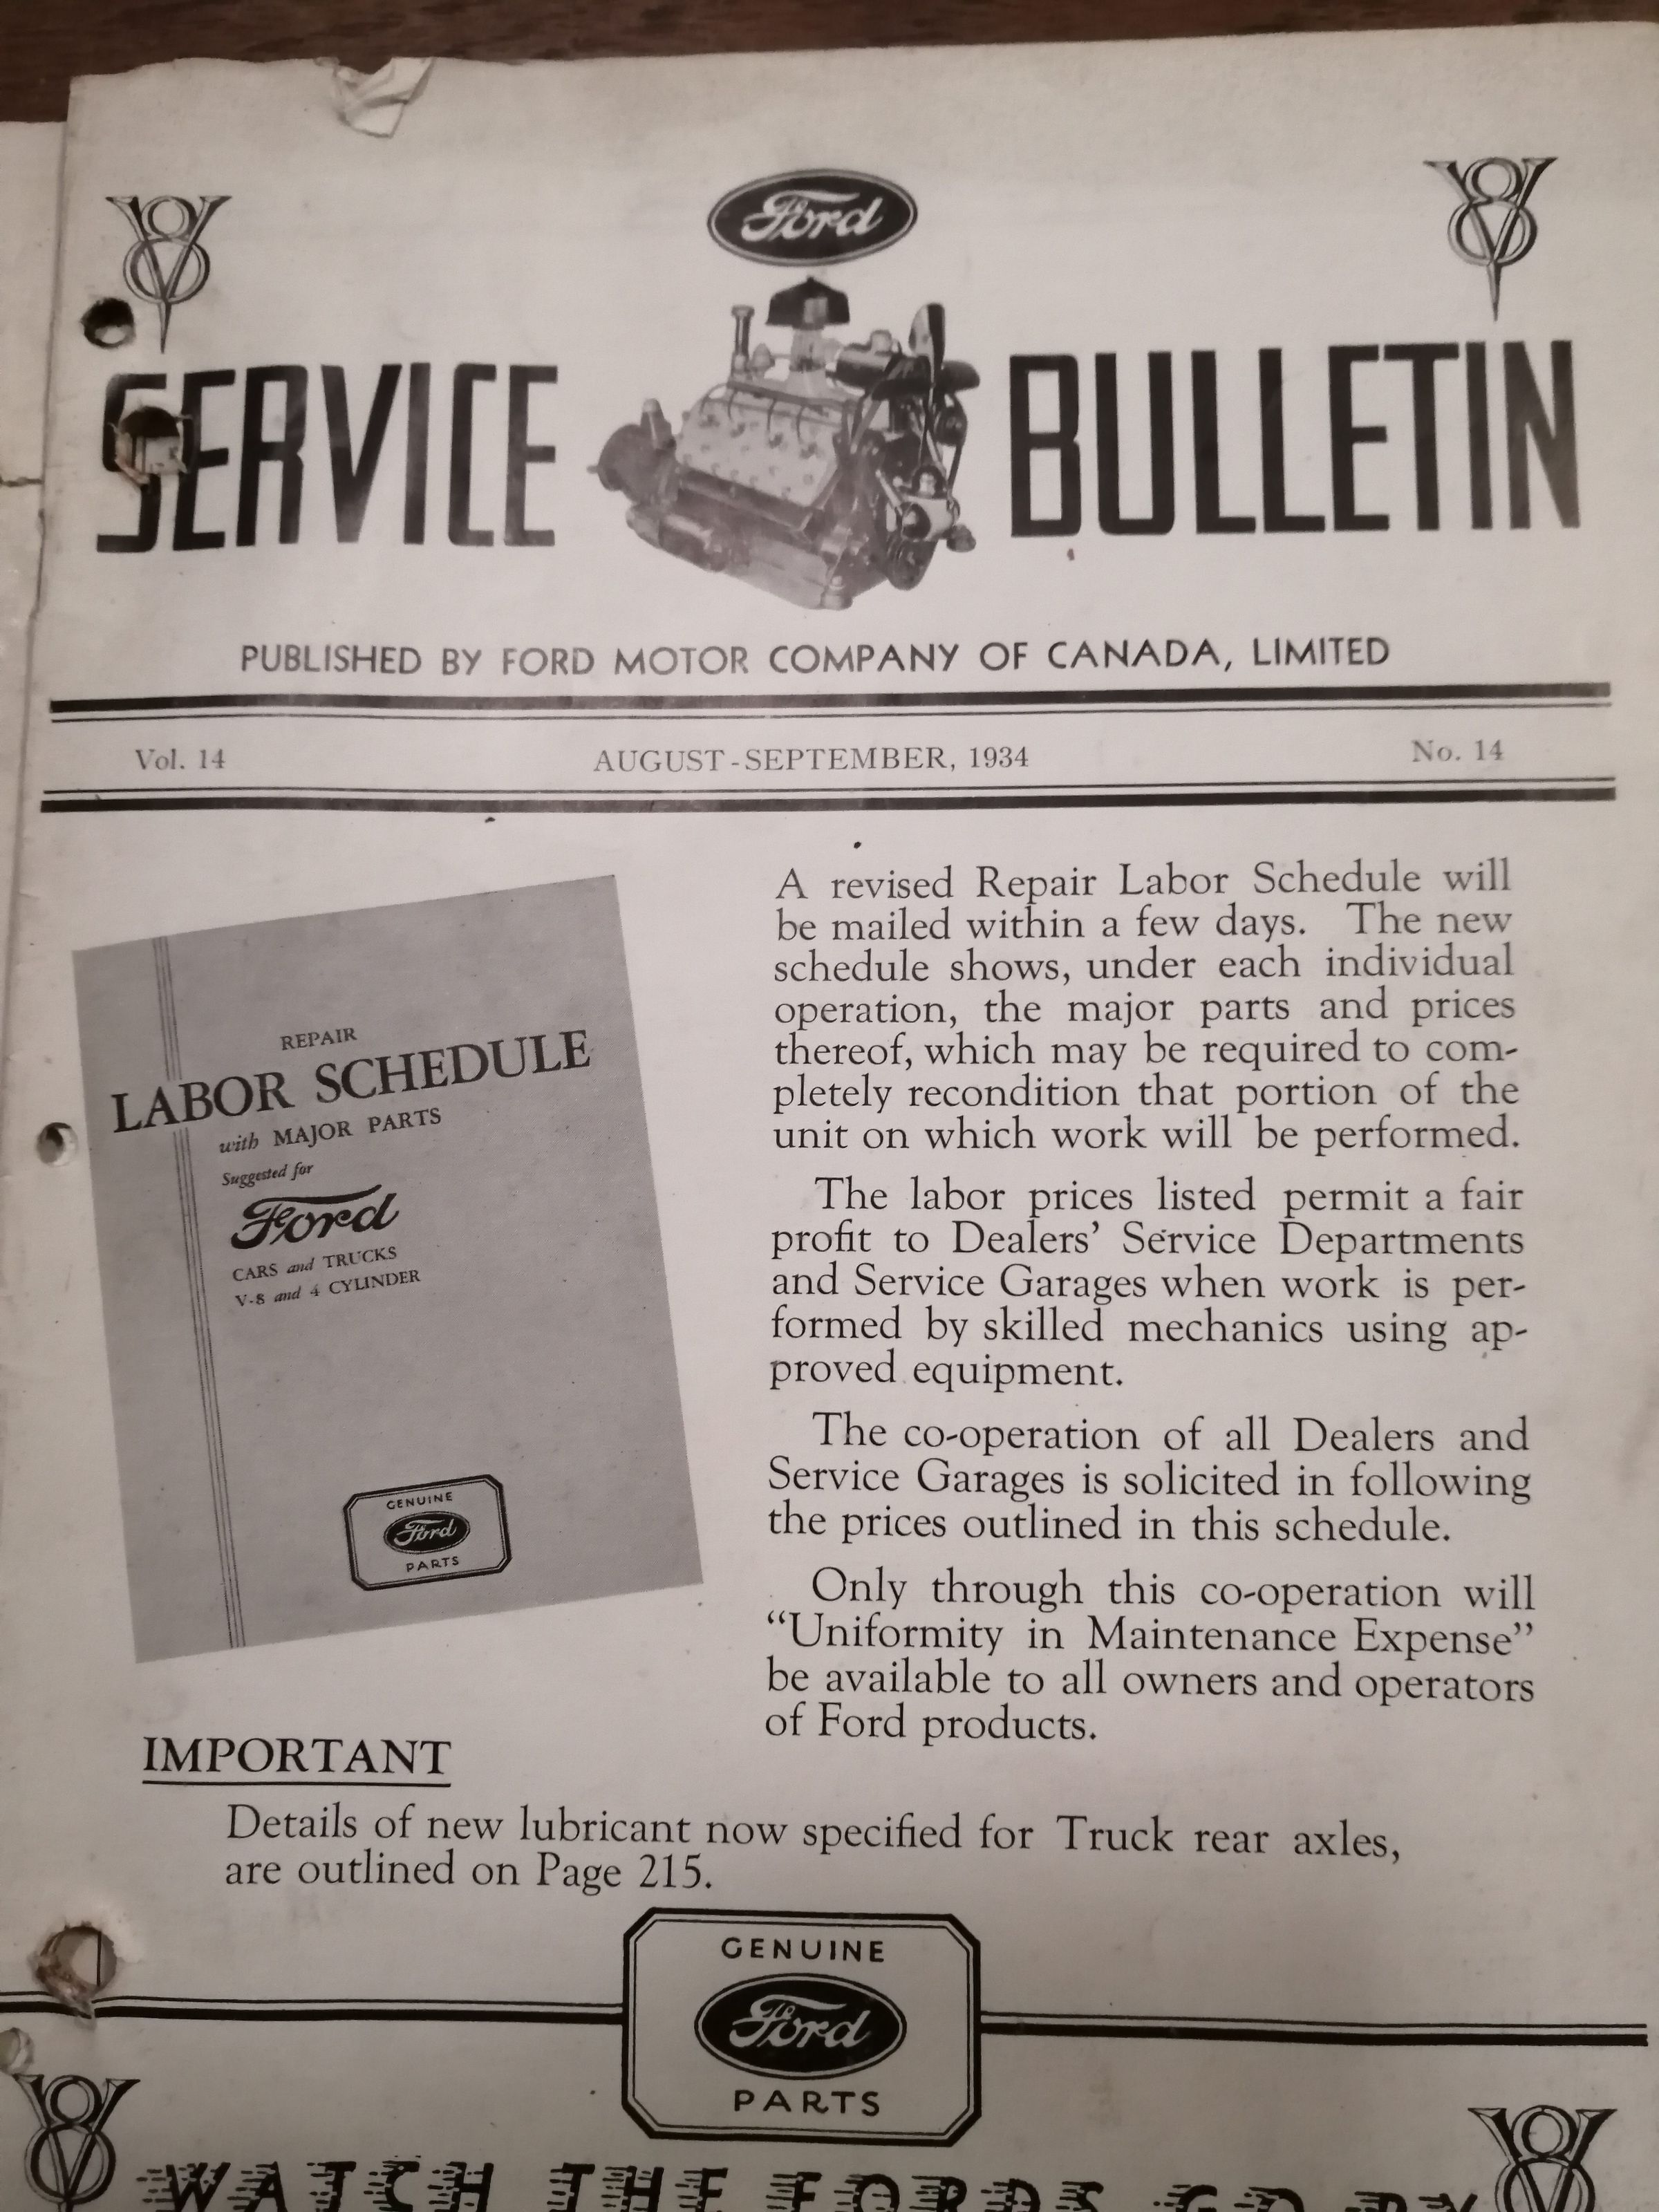 V8
Ford
V8
SERVICE BULLETIN
PUBLISHED BY FORD MOTOR COMPANY OF CANADA, LIMITED
Vol. 14 AUGUST-SEPTEMBER, 1934 No. 14
REPAIR
LABOR SCHEDULE
with MAJOR PARTS
Suggested for
Ford
CARS and TRUCKS
V-8 and 4 CYLINDER
GENUINE
Ford
PARTS
A revised Repair Labor Schedule will
be mailed within a few days. The new
schedule shows, under each individual
operation, the major parts and prices
thereof, which may be required to com-
pletely recondition that portion of the
unit on which work will be performed.
The labor prices listed permit a fair
profit to Dealers' Service Departments
and Service Garages when work is per-
formed by skilled mechanics using ap-
proved equipment.
The co-operation of all Dealers and
Service Garages is solicited in following
the prices outlined in this schedule.
Only through this co-operation will
“Uniformity in Maintenance Expense”
be available to all owners and operators
of Ford products.
IMPORTANT
Details of new lubricant now specified for Truck rear axles,
are outlined on Page 215.
GENUINE
Ford
PARTS
V8
V8
WATCH THE FORDS GO BY